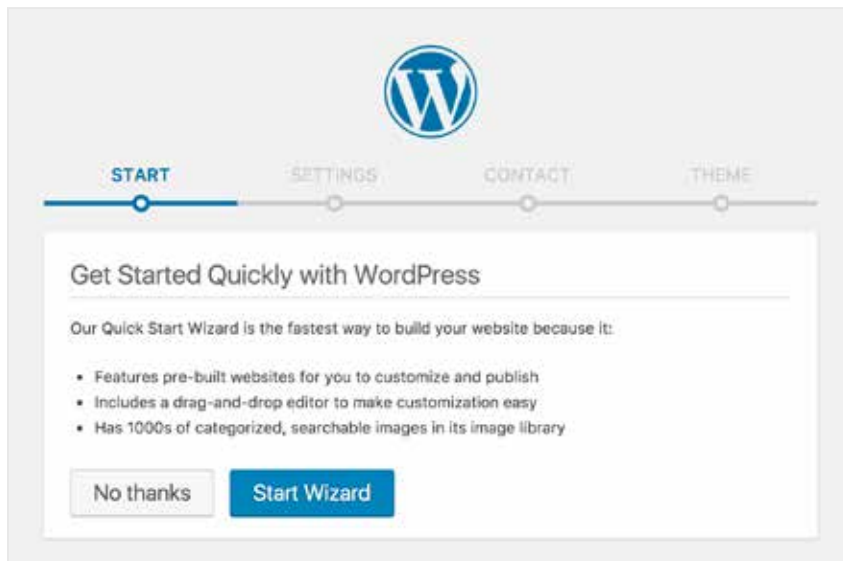 START SETTINGS CONTACT THEME
Get Started Quickly with WordPress
Our Quick Start Wizard is the fastest way to build your website because it:
• Features pre-built websites for you to customize and publish
• Includes a drag-and-drop editor to make customization easy
• Has 1000s of categorized, searchable images in its image library
No thanks Start Wizard